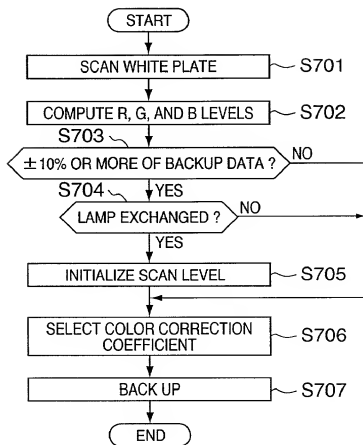 START
SCAN WHITE PLATE S701
COMPUTE R, G, AND B LEVELS S702
S703
±10% OR MORE OF BACKUP DATA ? NO
S704 YES
LAMP EXCHANGED ? NO
YES
INITIALIZE SCAN LEVEL S705
SELECT COLOR CORRECTION
COEFFICIENT S706
BACK UP S707
END